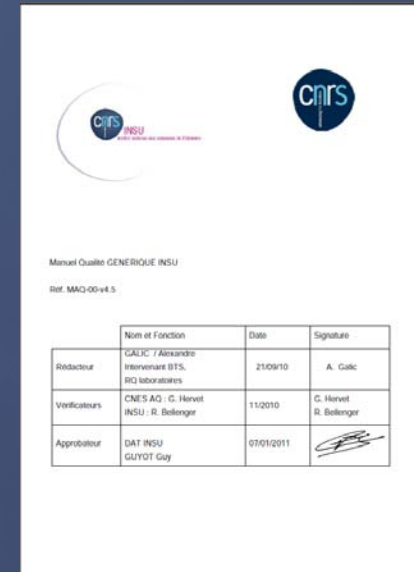 cnrs
cnrs
INSU
Manuel Qualité GENERIQUE INSU
Réf. MAQ-00-v4.5
Nom et Fonction
Date
Signature
Rédacteur
GALIC / Alexandre
Intervenant BTS,
RQ laboratoires
21/09/10
A. Galic
Vérificateurs
CNES AQ : G. Hervet
INSU : R. Bellenger
11/2010
G. Hervet
R. Bellenger
Approbateur
DAT INSU
GUYOT Guy
07/01/2011